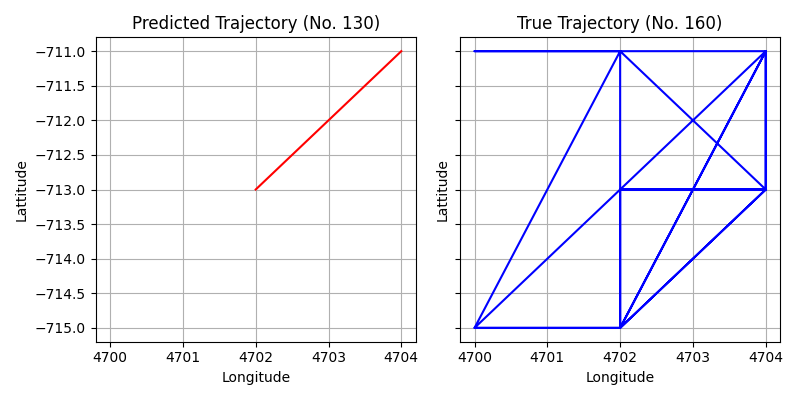 Predicted Trajectory (No. 130)
True Trajectory (No. 160)
Lattitude
−711.0
−711.5
−712.0
−712.5
−713.0
−713.5
−714.0
−714.5
−715.0
4700 4701 4702 4703 4704
Longitude
Lattitude
4700 4701 4702 4703 4704
Longitude